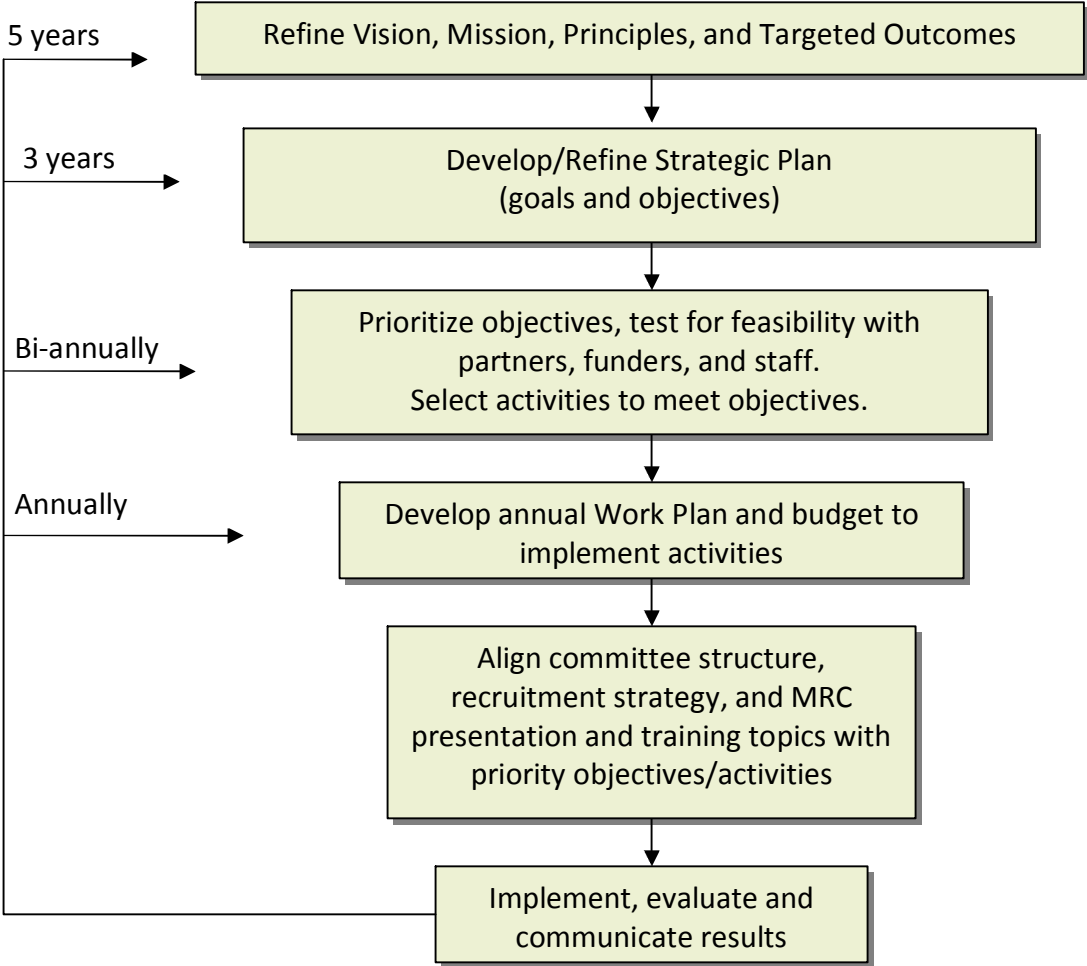 5 years
Refine Vision, Mission, Principles, and Targeted Outcomes
3 years
Develop/Refine Strategic Plan
(goals and objectives)
Bi-annually
Prioritize objectives, test for feasibility with
partners, funders, and staff.
Select activities to meet objectives.
Annually
Develop annual Work Plan and budget to
implement activities
Align committee structure,
recruitment strategy, and MRC
presentation and training topics with
priority objectives/activities
Implement, evaluate and
communicate results